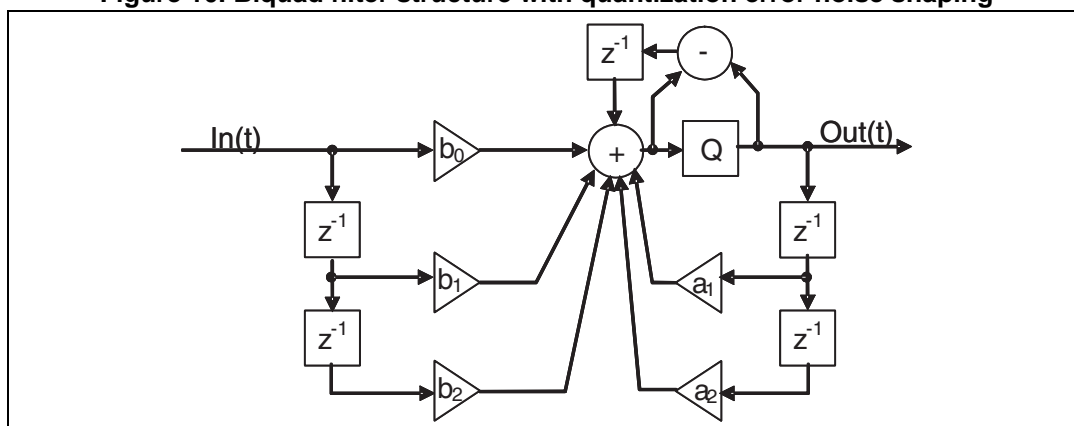 Figure 10. Biquad filter structure with quantization error noise shaping
z-1
-
In(t)
b0
+
Q
Out(t)
z-1
z-1
b1
a1
z-1
z-1
b2
a2